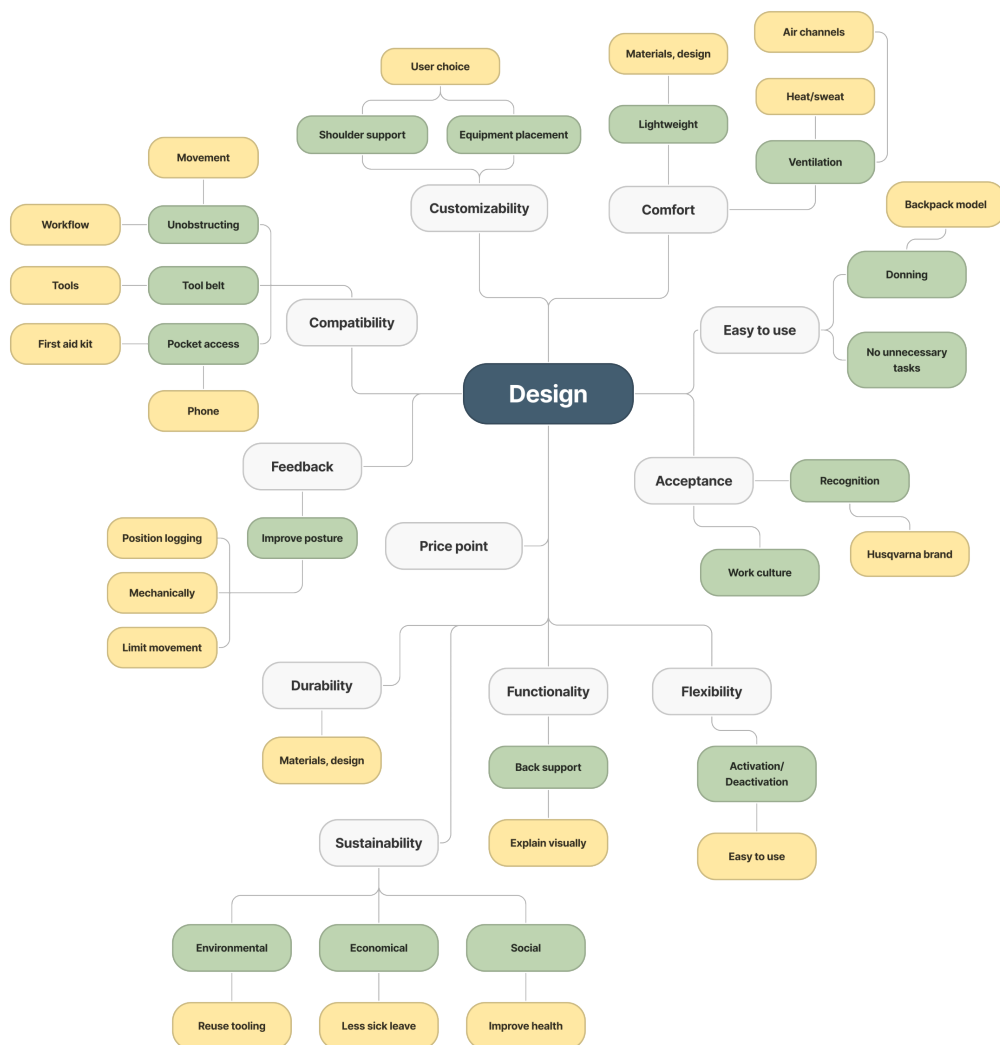 Air channels
User choice
Materials, design
Heat/sweat
Shoulder support
Equipment placement
Lightweight
Movement
Ventilation
Customizability
Comfort
Backpack model
Workflow
Unobstructing
Donning
Tools
Tool belt
Compatibility
Easy to use
First aid kit
Pocket access
No unnecessary
tasks
Design
Phone
Feedback
Acceptance
Recognition
Position logging
Improve posture
Price point
Husqvarna brand
Work culture
Mechanically
Limit movement
Durability
Functionality
Flexibility
Materials, design
Back support
Activation/
Deactivation
Sustainability
Explain visually
Easy to use
Environmental
Economical
Social
Reuse tooling
Less sick leave
Improve health